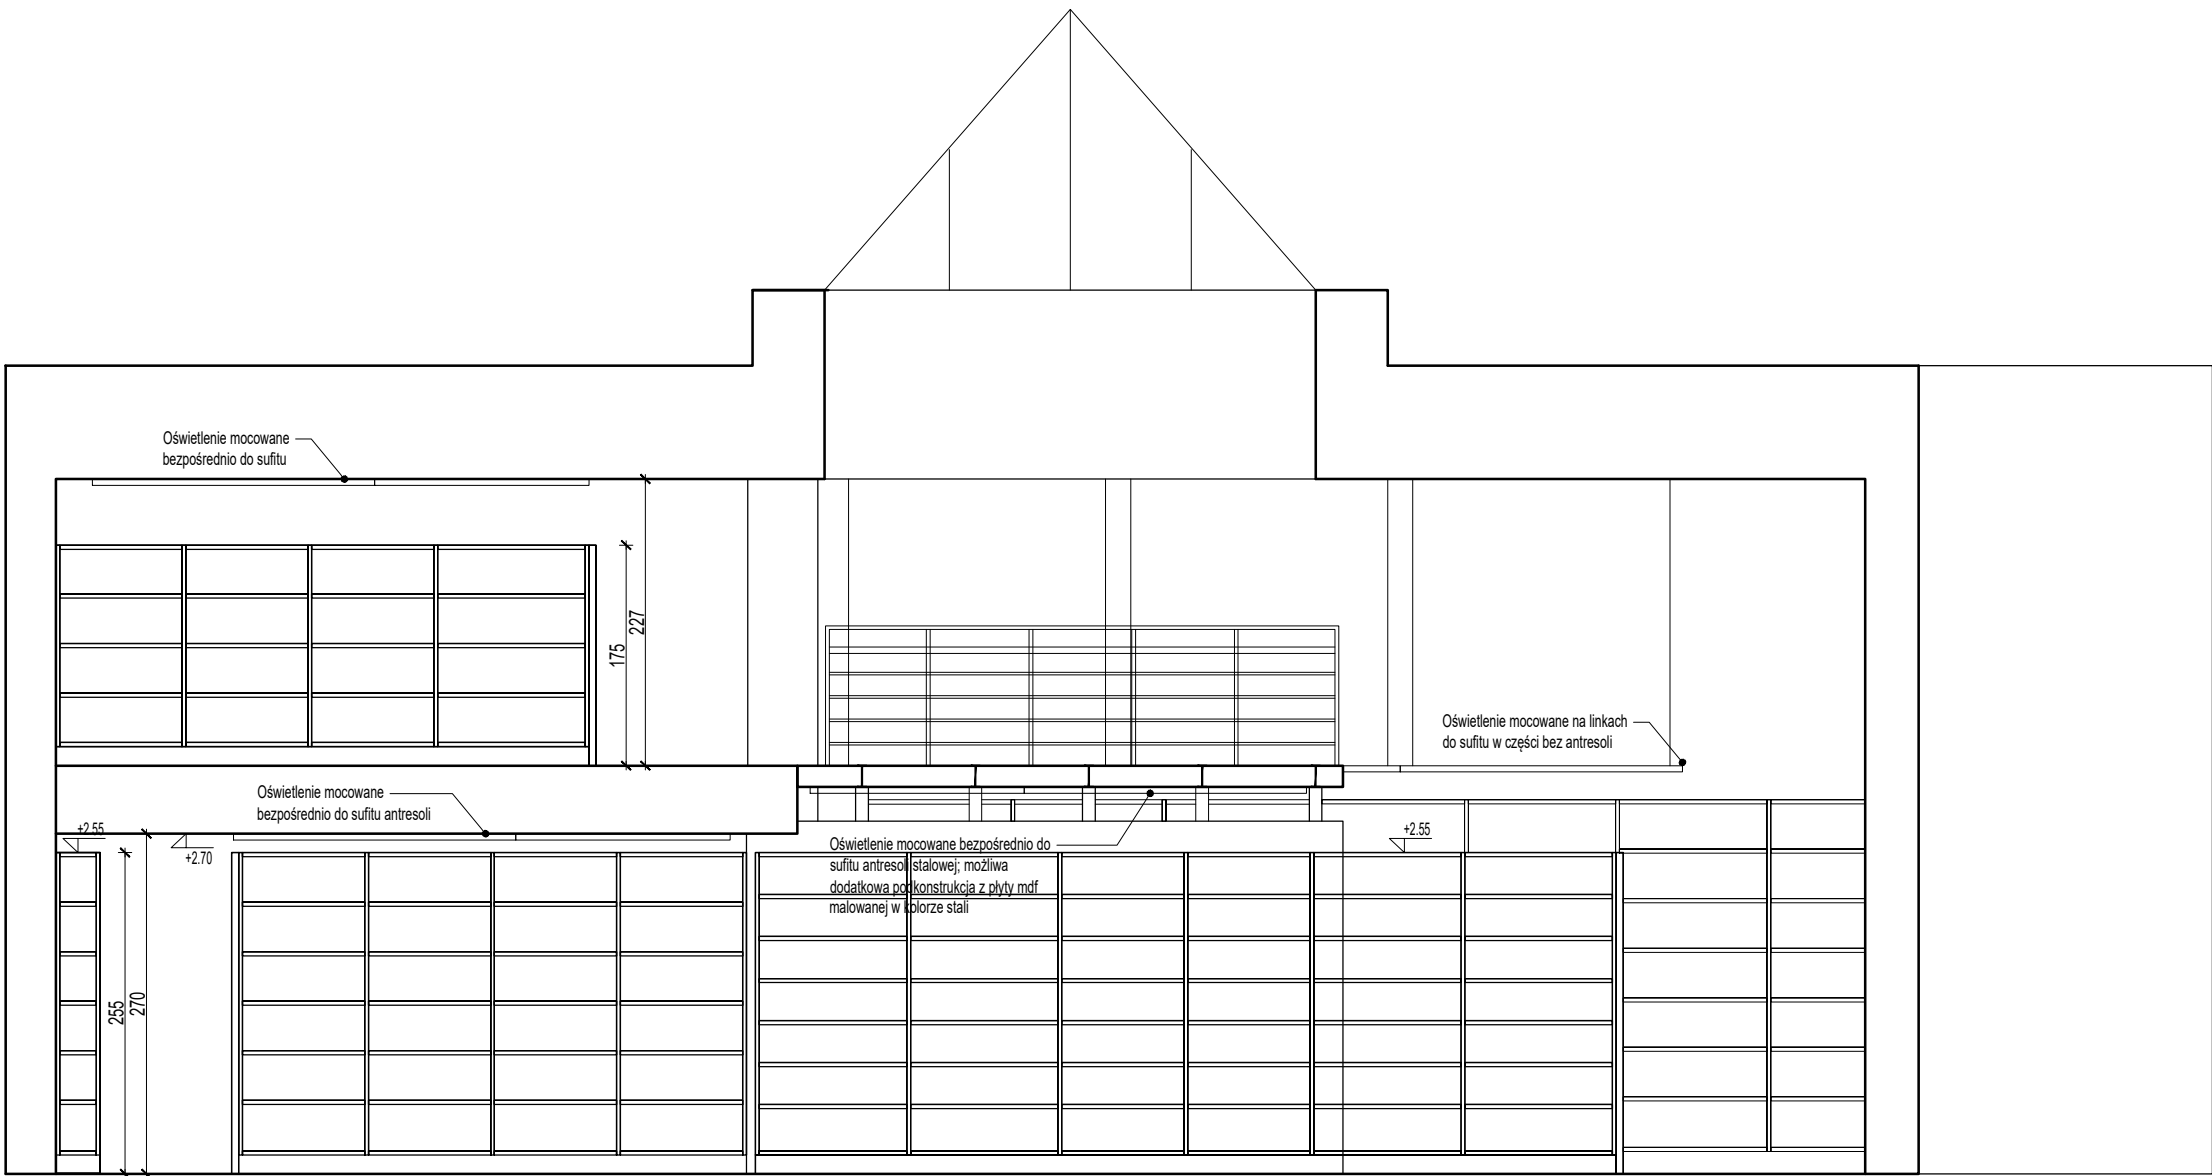 Oświetlenie mocowane
bezpośrednio do sufitu
175
227
Oświetlenie mocowane na linkach
do sufitu w części bez antresoli
Oświetlenie mocowane
bezpośrednio do sufitu antresoli
+2.55
+2.70
+2.55
Oświetlenie mocowane bezpośrednio do
sufitu antresoli stalowej; możliwa
dodatkowa podkonstrukcja z płyty mdf
malowanej w kolorze stali
255
270